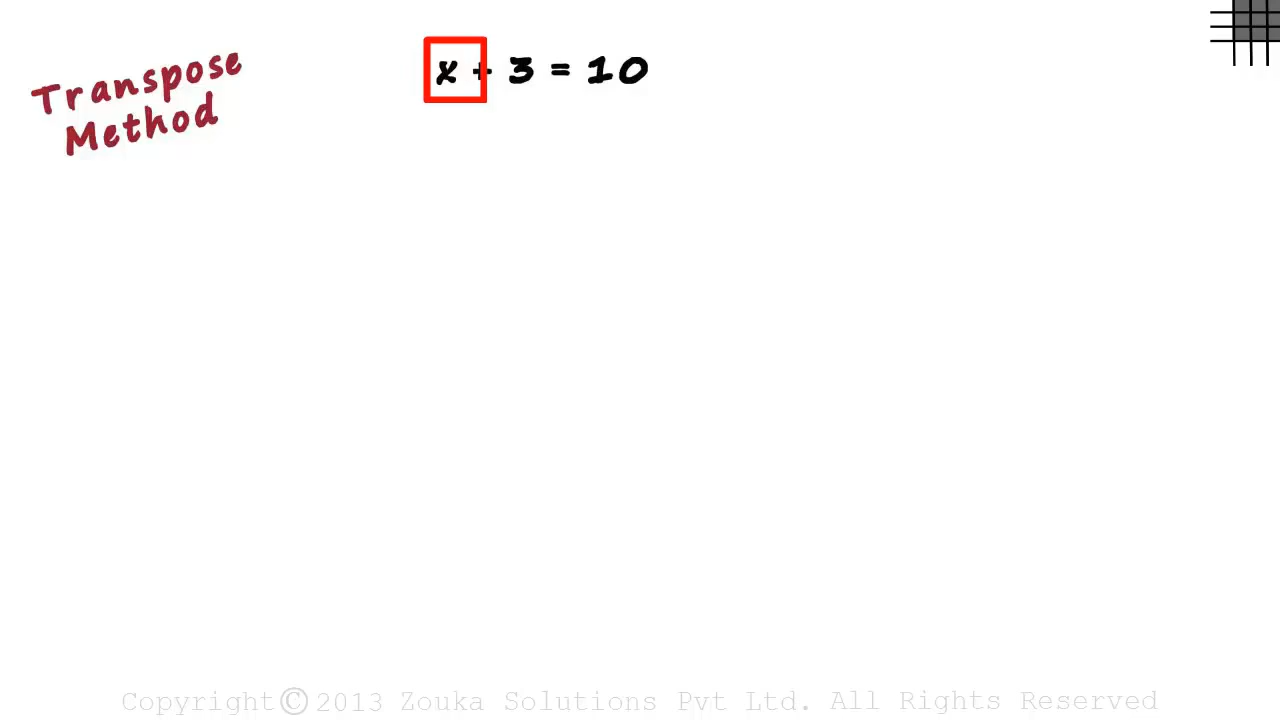 Transpose
Method
x + 3 = 10
Copyright©2013 Zouka Solutions Pvt Ltd. All Rights Reserved